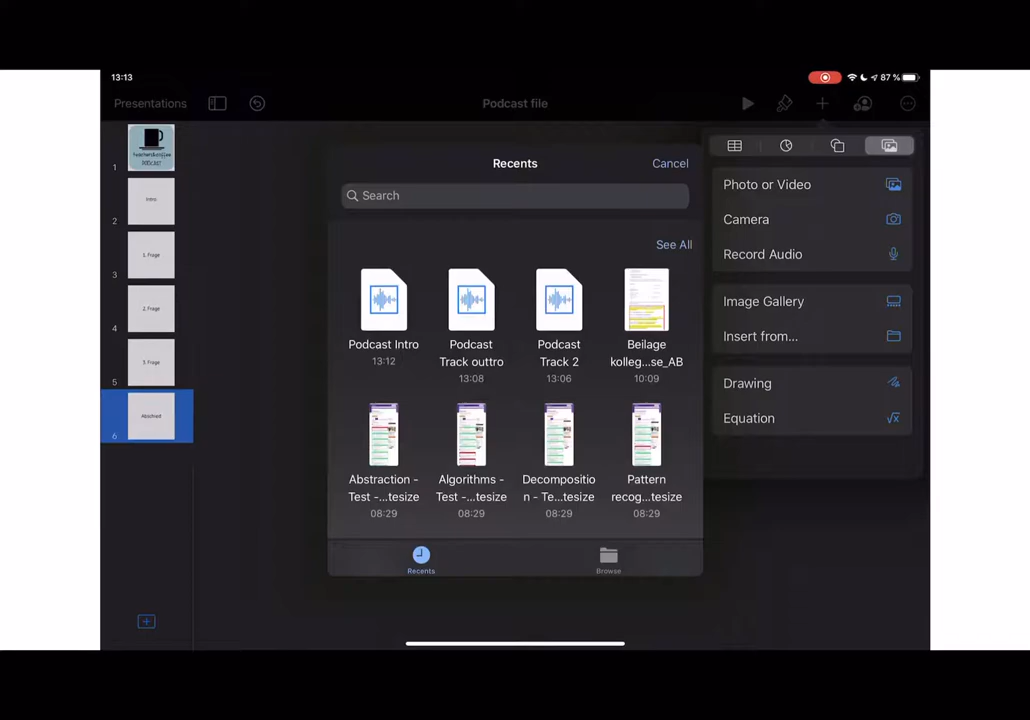 13:13
87 %
Presentations
Podcast file
teachers&coffee
PODCAST
1
Intro
2
1. Frage
3
2. Frage
4
3. Frage
5
Abschied
6
Recents
Cancel
Search
See All
Podcast Intro
13:12
Podcast
Track outtro
13:08
Podcast
Track 2
13:06
Beilage
kolleg...se_AB
10:09
Abstraction -
Test -...tesize
08:29
Algorithms -
Test -...tesize
08:29
Decompositio
n - Te...tesize
08:29
Pattern
recog...tesize
08:29
Recents
Browse
Photo or Video
Camera
Record Audio
Image Gallery
Insert from...
Drawing
Equation